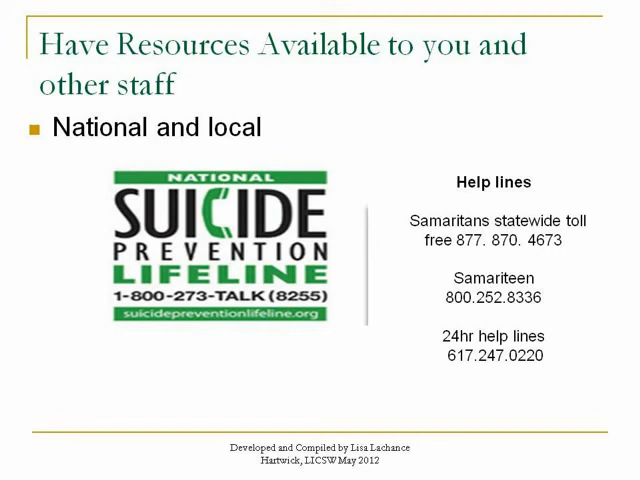 Have Resources Available to you and
other staff
National and local
NATIONAL
SUICIDE
PREVENTION
LIFELINE
1-800-273-TALK (8255)
suicidepreventionlifeline.org
Help lines
Samaritans statewide toll
free 877. 870. 4673
Samariteen
800.252.8336
24hr help lines
617.247.0220
Developed and Compiled by Lisa Lachance
Hartwick, LICSW May 2012